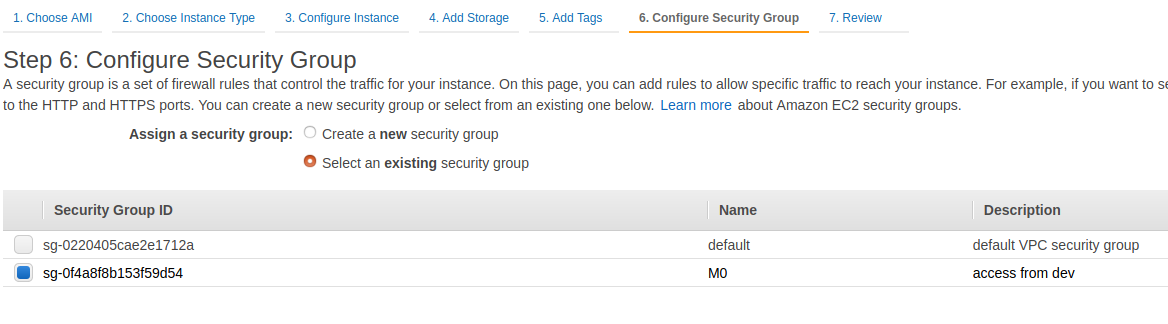 1. Choose AMI 2. Choose Instance Type 3. Configure Instance 4. Add Storage 5. Add Tags 6. Configure Security Group 7. Review
Step 6: Configure Security Group
A security group is a set of firewall rules that control the traffic for your instance. On this page, you can add rules to allow specific traffic to reach your instance. For example, if you want to se
to the HTTP and HTTPS ports. You can create a new security group or select from an existing one below. Learn more about Amazon EC2 security groups.
Assign a security group: Create a new security group
Select an existing security group
Security Group ID Name Description
sg-0220405cae2e1712a default default VPC security group
sg-0f4a8f8b153f59d54 M0 access from dev